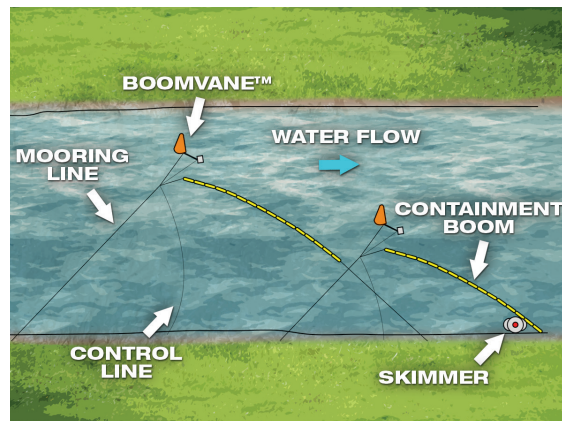 BOOMVANE™
WATER FLOW
MOORING
LINE
CONTAINMENT
BOOM
CONTROL
LINE
SKIMMER